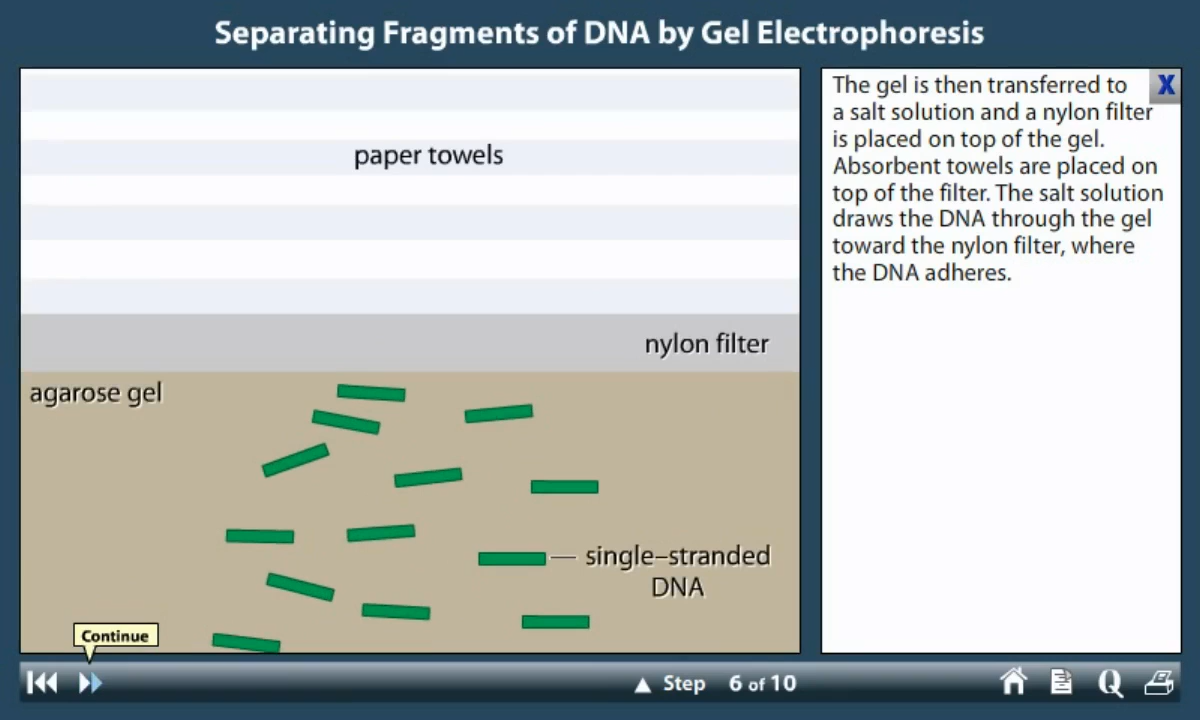 Separating Fragments of DNA by Gel Electrophoresis
paper towels
nylon filter
agarose gel
single–stranded
DNA
The gel is then transferred to
a salt solution and a nylon filter
is placed on top of the gel.
Absorbent towels are placed on
top of the filter. The salt solution
draws the DNA through the gel
toward the nylon filter, where
the DNA adheres.
X
Continue
Step 6 of 10
Q